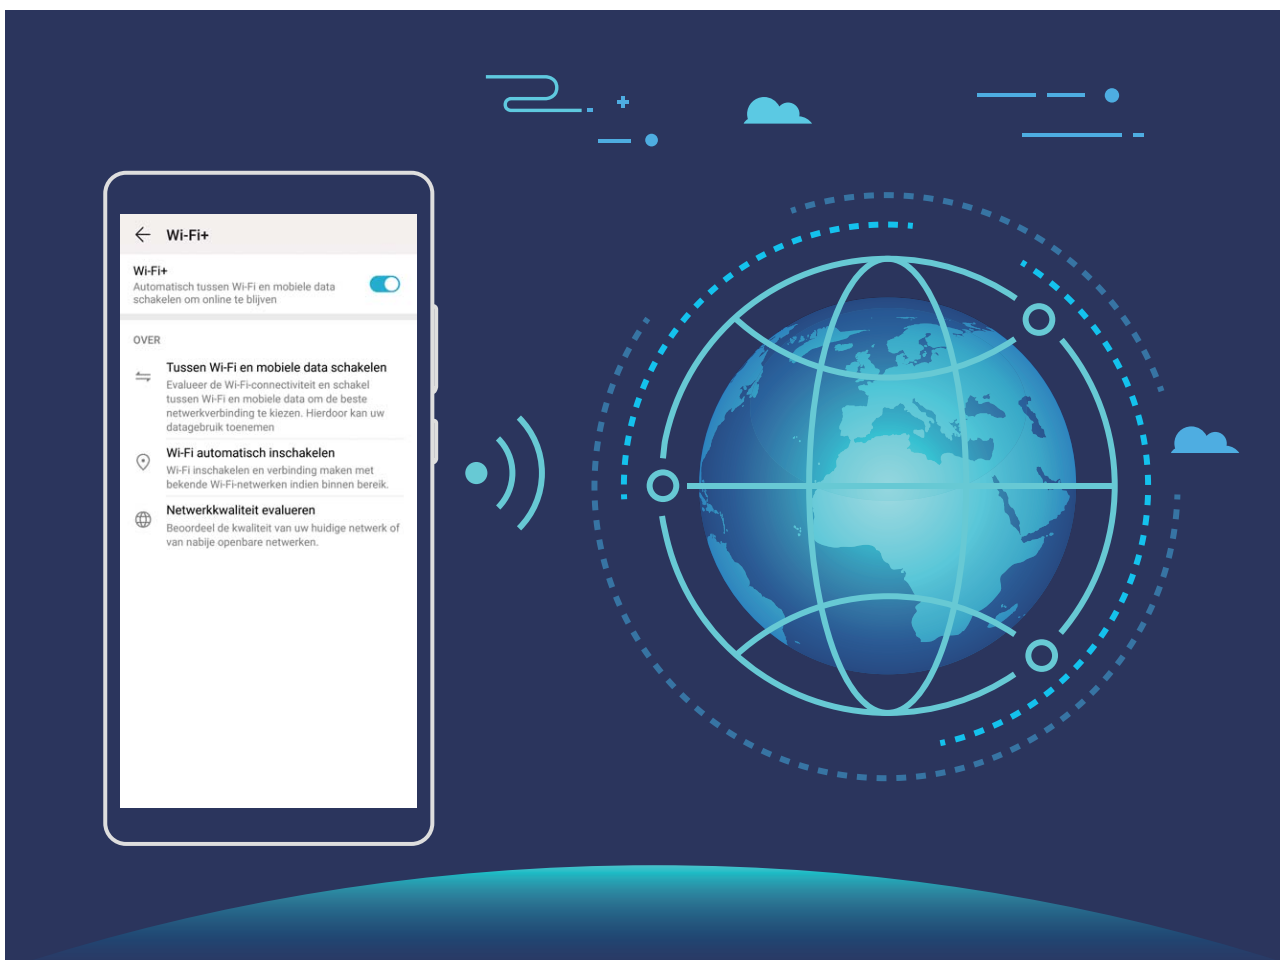 Wi-Fi+
Wi-Fi+
Automatisch tussen Wi-Fi en mobiele data
schakelen om online te blijven
OVER
Tussen Wi-Fi en mobiele data schakelen
Evalueer de Wi-Fi-connectiviteit en schakel
tussen Wi-Fi en mobiele data om de beste
netwerkverbinding te kiezen. Hierdoor kan uw
datagebruik toenemen
Wi-Fi automatisch inschakelen
Wi-Fi inschakelen en verbinding maken met
bekende Wi-Fi-netwerken indien binnen bereik.
Netwerkkwaliteit evalueren
Beoordeel de kwaliteit van uw huidige netwerk of
van nabije openbare netwerken.